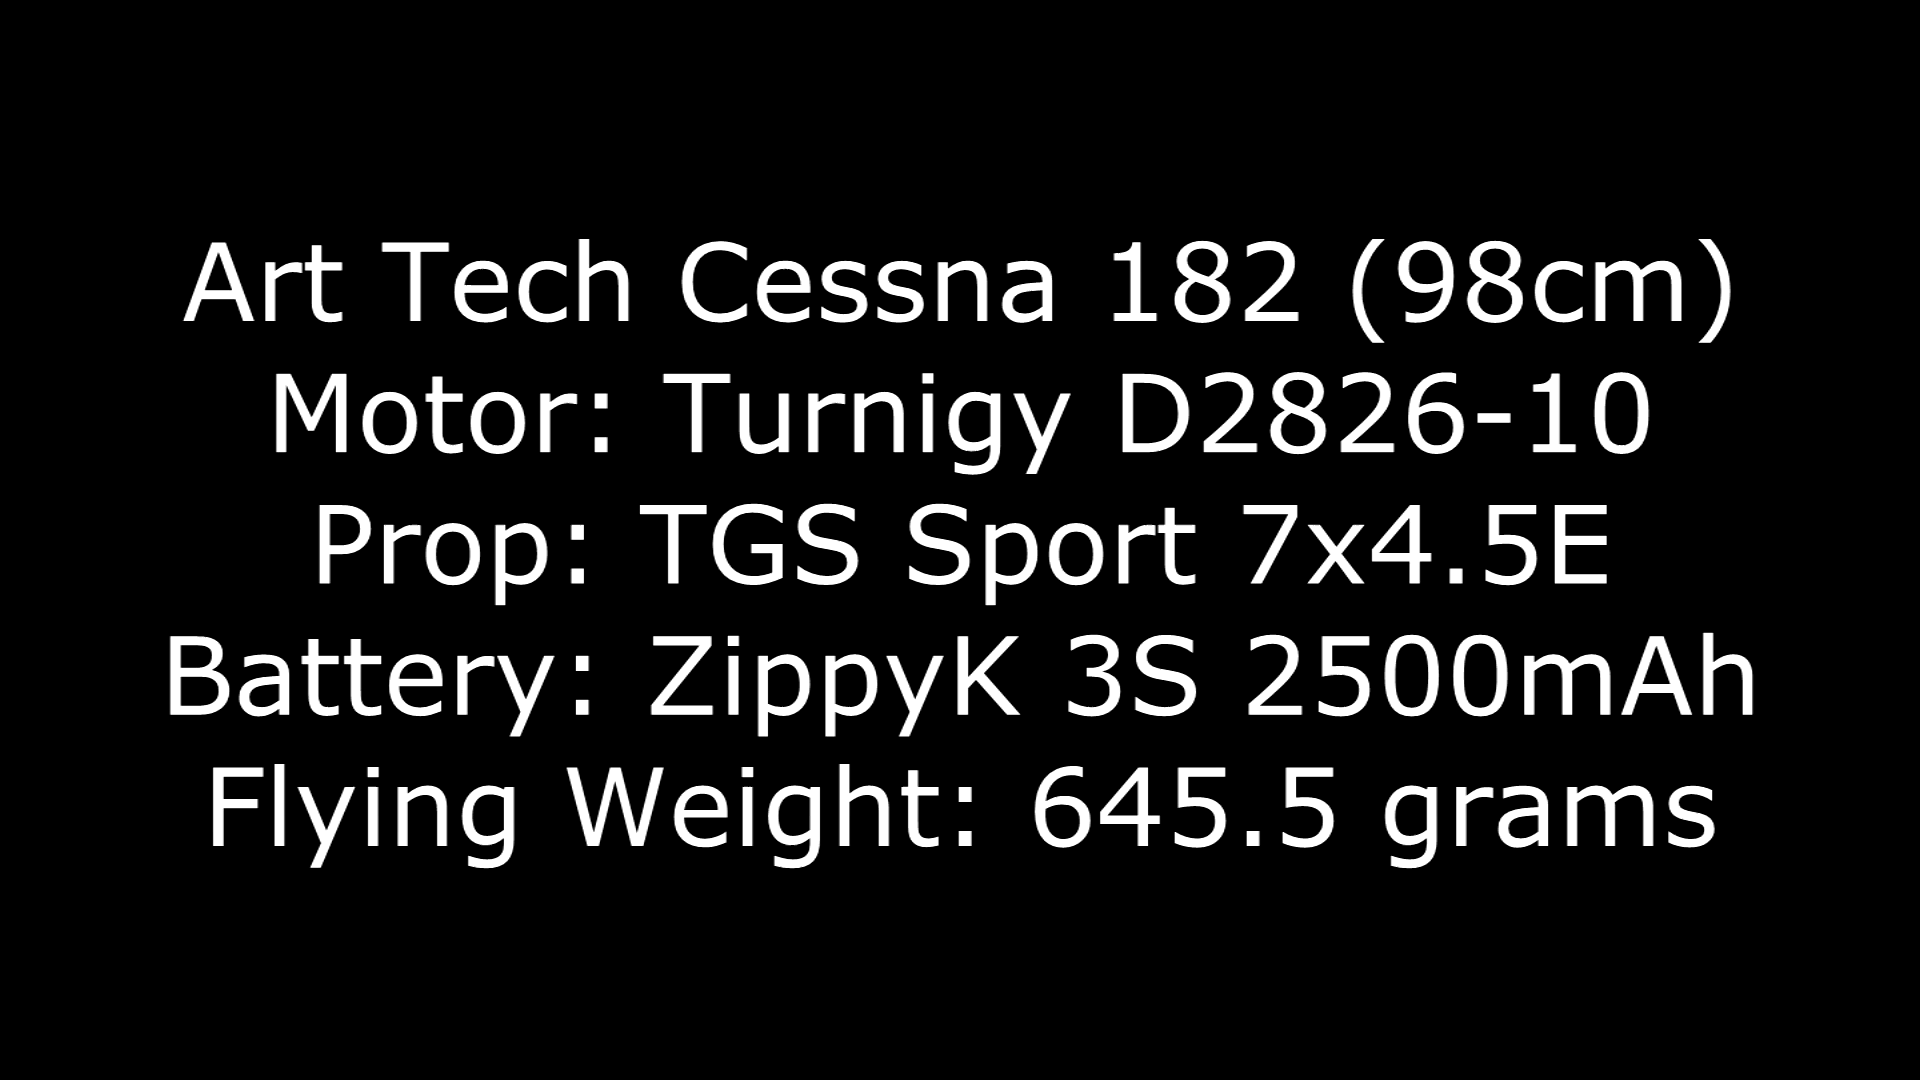 Art Tech Cessna 182 (98cm)
Motor: Turnigy D2826-10
Prop: TGS Sport 7x4.5E
Battery: ZippyK 3S 2500mAh
Flying Weight: 645.5 grams